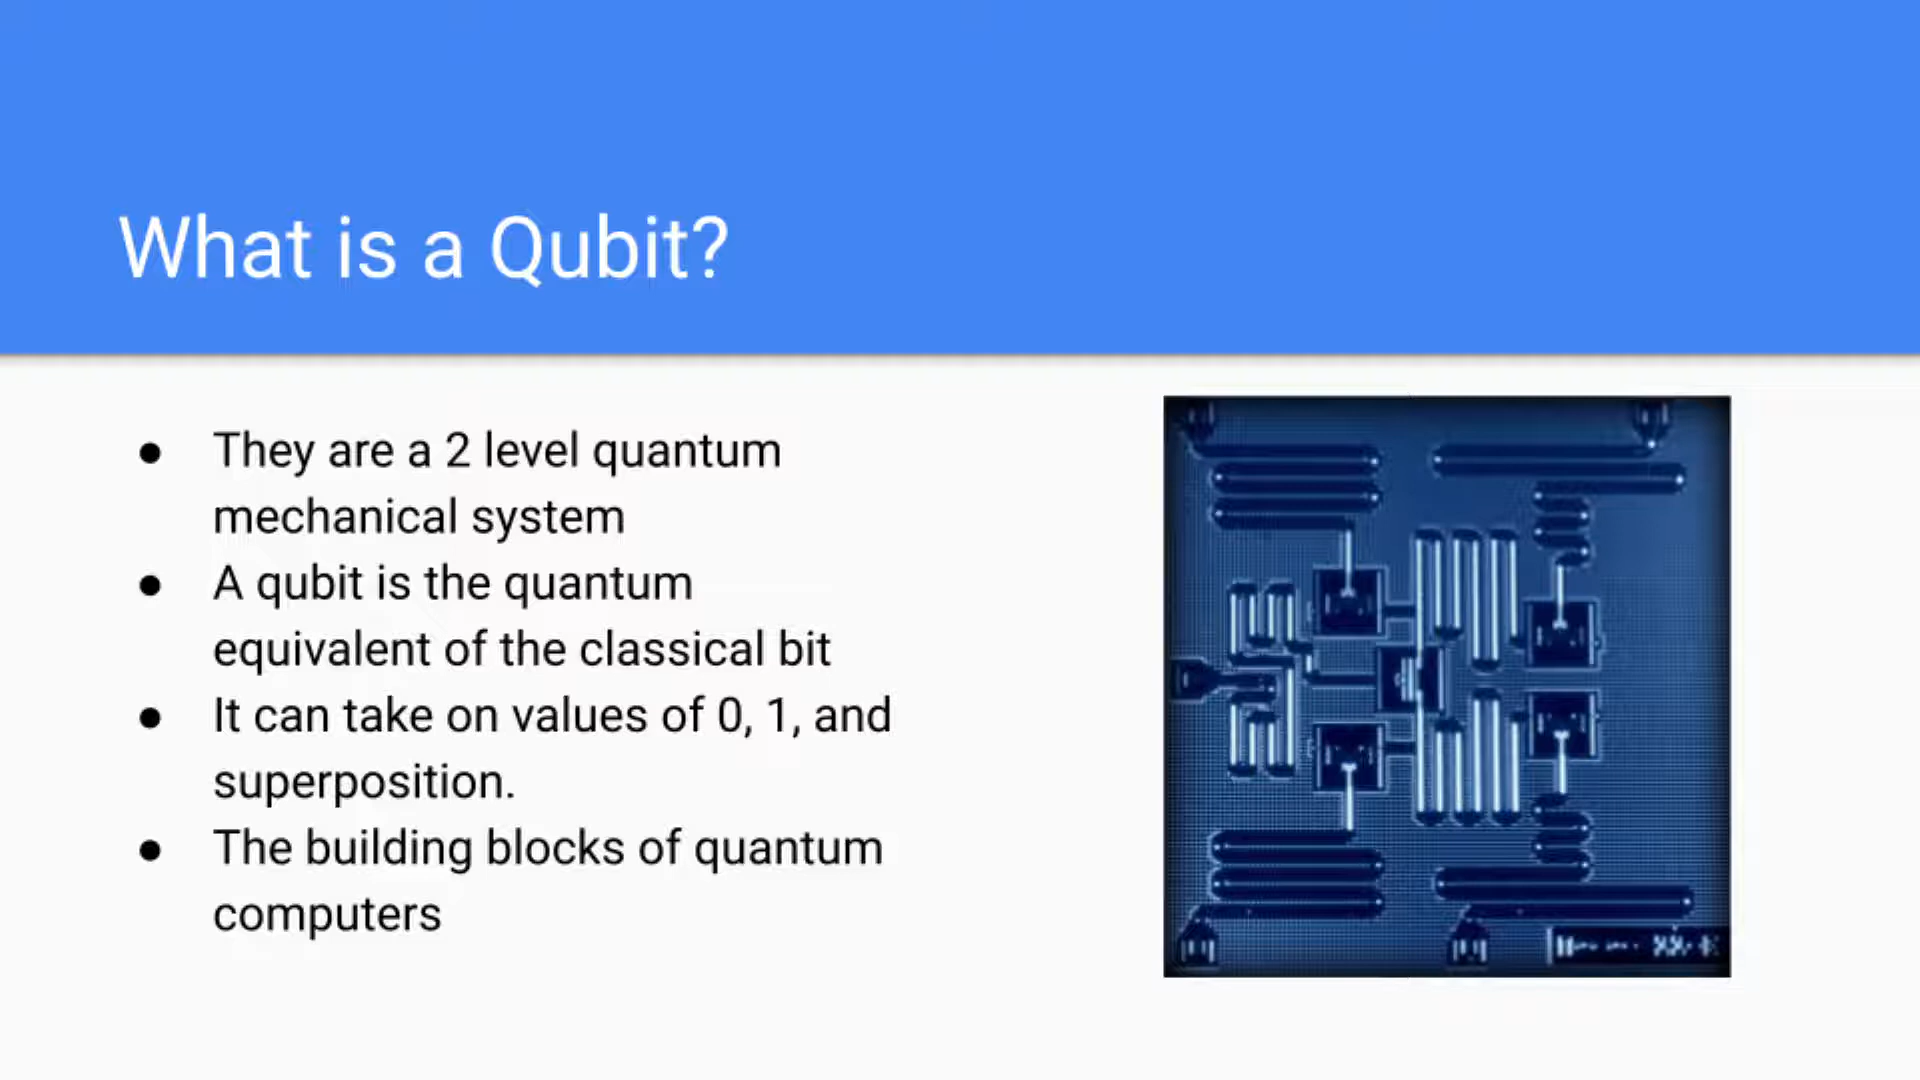 What is a Qubit?
● They are a 2 level quantum
mechanical system
● A qubit is the quantum
equivalent of the classical bit
● It can take on values of 0, 1, and
superposition.
● The building blocks of quantum
computers